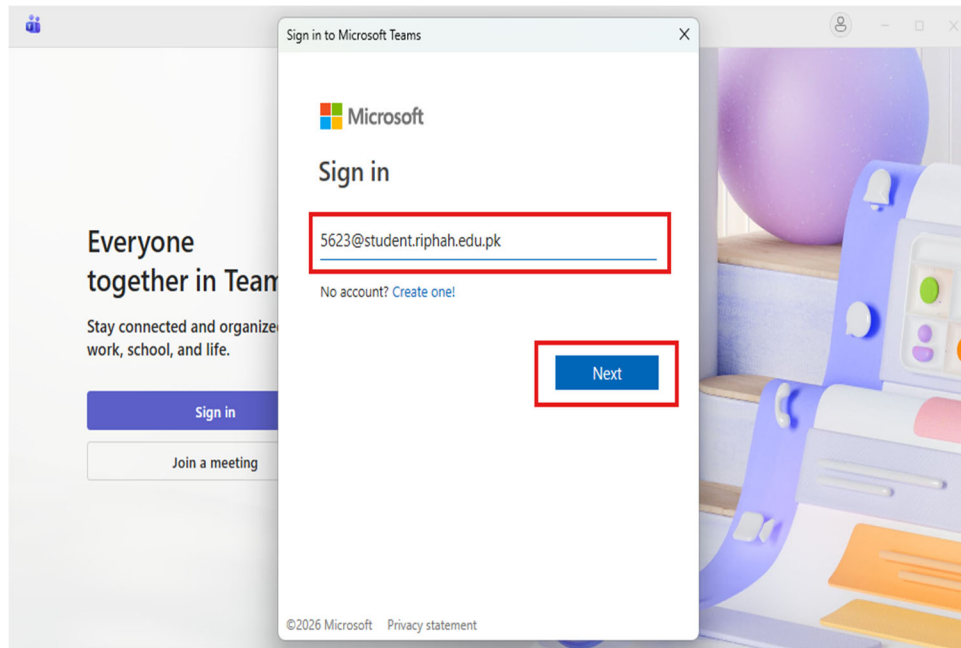 Sign in to Microsoft Teams
Microsoft
Sign in
5623@student.riphah.edu.pk
No account? Create one!
Next
©2026 Microsoft Privacy statement
Everyone
together in Team
Stay connected and organize
work, school, and life.
Sign in
Join a meeting